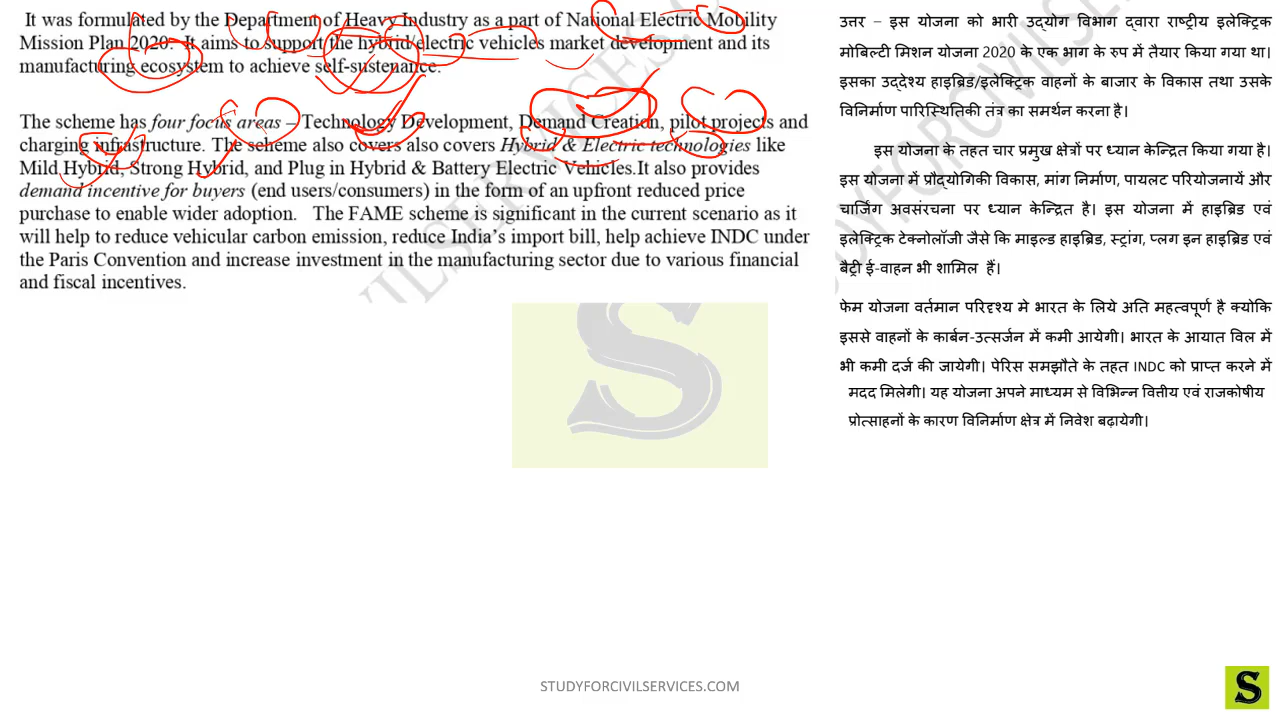 It was formulated by the Department of Heavy Industry as a part of National Electric Mobility
Mission Plan 2020. It aims to support the hybrid/electric vehicles market development and its
manufacturing ecosystem to achieve self-sustenance.
The scheme has four focus areas – Technology Development, Demand Creation, pilot projects and
charging infrastructure. The scheme also covers also covers Hybrid & Electric technologies like
Mild Hybrid, Strong Hybrid, and Plug in Hybrid & Battery Electric Vehicles.It also provides
demand incentive for buyers (end users/consumers) in the form of an upfront reduced price
purchase to enable wider adoption. The FAME scheme is significant in the current scenario as it
will help to reduce vehicular carbon emission, reduce India's import bill, help achieve INDC under
the Paris Convention and increase investment in the manufacturing sector due to various financial
and fiscal incentives.
उत्तर – इस योजना को भारी उद्योग विभाग द्वारा राष्ट्रीय इलेक्ट्रिक
मोबिल्टी मिशन योजना 2020 के एक भाग के रुप में तैयार किया गया था।
इसका उद्देश्य हाइब्रिड/इलेक्ट्रिक वाहनों के बाजार के विकास तथा उसके
विनिर्माण पारिस्थितिकी तंत्र का समर्थन करना है।
इस योजना के तहत चार प्रमुख क्षेत्रों पर ध्यान केन्द्रित किया गया है।
इस योजना में प्रौद्योगिकी विकास, मांग निर्माण, पायलट परियोजनायें और
चार्जिंग अवसंरचना पर ध्यान केन्द्रित है। इस योजना में हाइब्रिड एवं
इलेक्ट्रिक टेक्नोलॉजी जैसे कि माइल्ड हाइब्रिड, स्ट्रांग, प्लग इन हाइब्रिड एवं
बैट्री ई-वाहन भी शामिल हैं।
फेम योजना वर्तमान परिदृश्य मे भारत के लिये अति महत्वपूर्ण है क्योकि
इससे वाहनों के कार्बन-उत्सर्जन में कमी आयेगी। भारत के आयात विल में
भी कमी दर्ज की जायेगी। पेरिस समझौते के तहत INDC को प्राप्त करने में
मदद मिलेगी। यह योजना अपने माध्यम से विभिन्न वित्तीय एवं राजकोषीय
प्रोत्साहनों के कारण विनिर्माण क्षेत्र में निवेश बढ़ायेगी।
STUDYFORCIVILSERVICES.COM
S